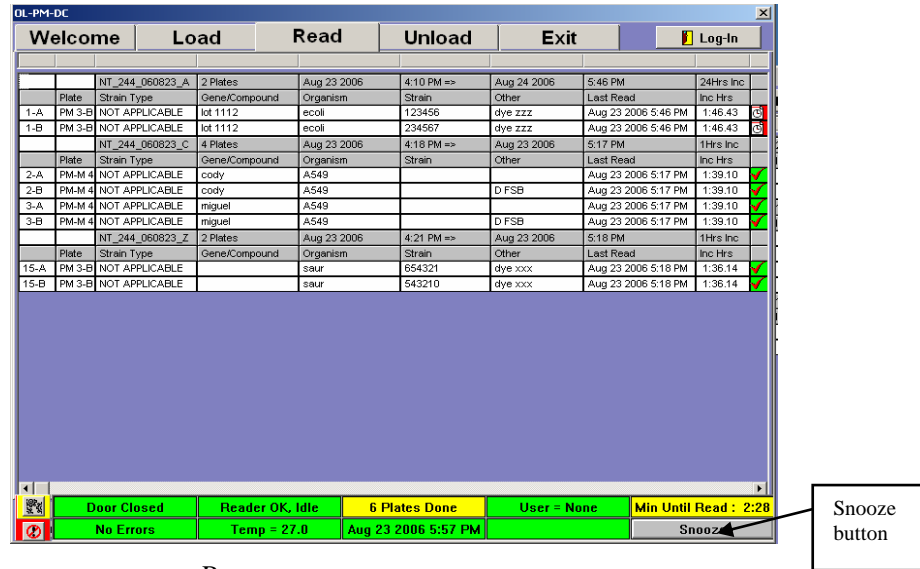 OL-PM-DC
Welcome Load Read Unload Exit Log-In
NT_244_060823_A 2 Plates Aug 23 2006 4:10 PM => Aug 24 2006 5:46 PM 24Hrs Inc
Plate Strain Type Gene/Compound Organism Strain Other Last Read Inc Hrs
1-A PM 3-B NOT APPLICABLE lot 1112 ecoli 123456 dye zzz Aug 23 2006 5:46 PM 1:46.43
1-B PM 3-B NOT APPLICABLE lot 1112 ecoli 234567 dye zzz Aug 23 2006 5:46 PM 1:46.43
NT_244_060823_C 4 Plates Aug 23 2006 4:18 PM => Aug 23 2006 5:17 PM 1Hrs Inc
Plate Strain Type Gene/Compound Organism Strain Other Last Read Inc Hrs
2-A PM-M 4 NOT APPLICABLE cody A549 Aug 23 2006 5:17 PM 1:39.10
2-B PM-M 4 NOT APPLICABLE cody A549 D FSB Aug 23 2006 5:17 PM 1:39.10
3-A PM-M 4 NOT APPLICABLE miguel A549 Aug 23 2006 5:17 PM 1:39.10
3-B PM-M 4 NOT APPLICABLE miguel A549 D FSB Aug 23 2006 5:17 PM 1:39.10
NT_244_060823_Z 2 Plates Aug 23 2006 4:21 PM => Aug 23 2006 5:18 PM 1Hrs Inc
Plate Strain Type Gene/Compound Organism Strain Other Last Read Inc Hrs
15-A PM 3-B NOT APPLICABLE saur 654321 dye xxx Aug 23 2006 5:18 PM 1:36.14
15-B PM 3-B NOT APPLICABLE saur 543210 dye xxx Aug 23 2006 5:18 PM 1:36.14
Door Closed Reader OK, Idle 6 Plates Done User = None Min Until Read : 2:28
No Errors Temp = 27.0 Aug 23 2006 5:57 PM Snooze
Snooze
button